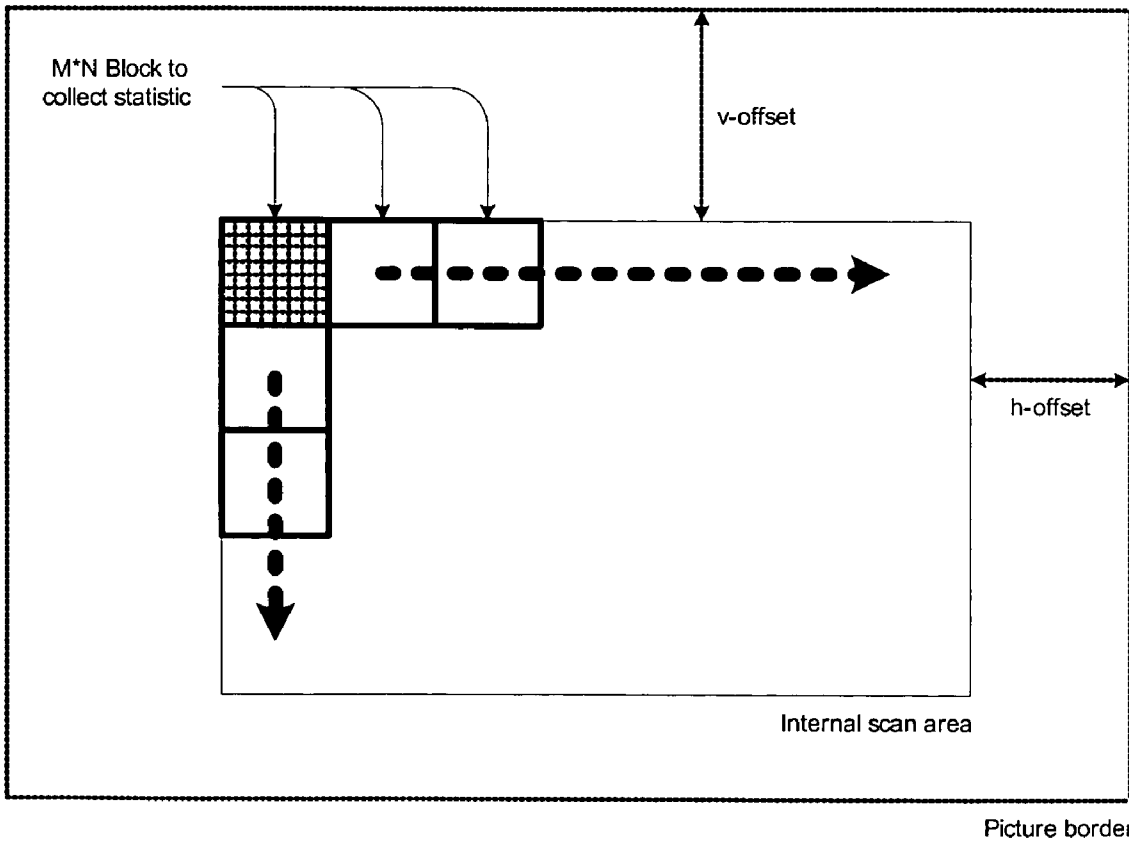 M*N Block to
collect statistic
v-offset
h-offset
Internal scan area
Picture border